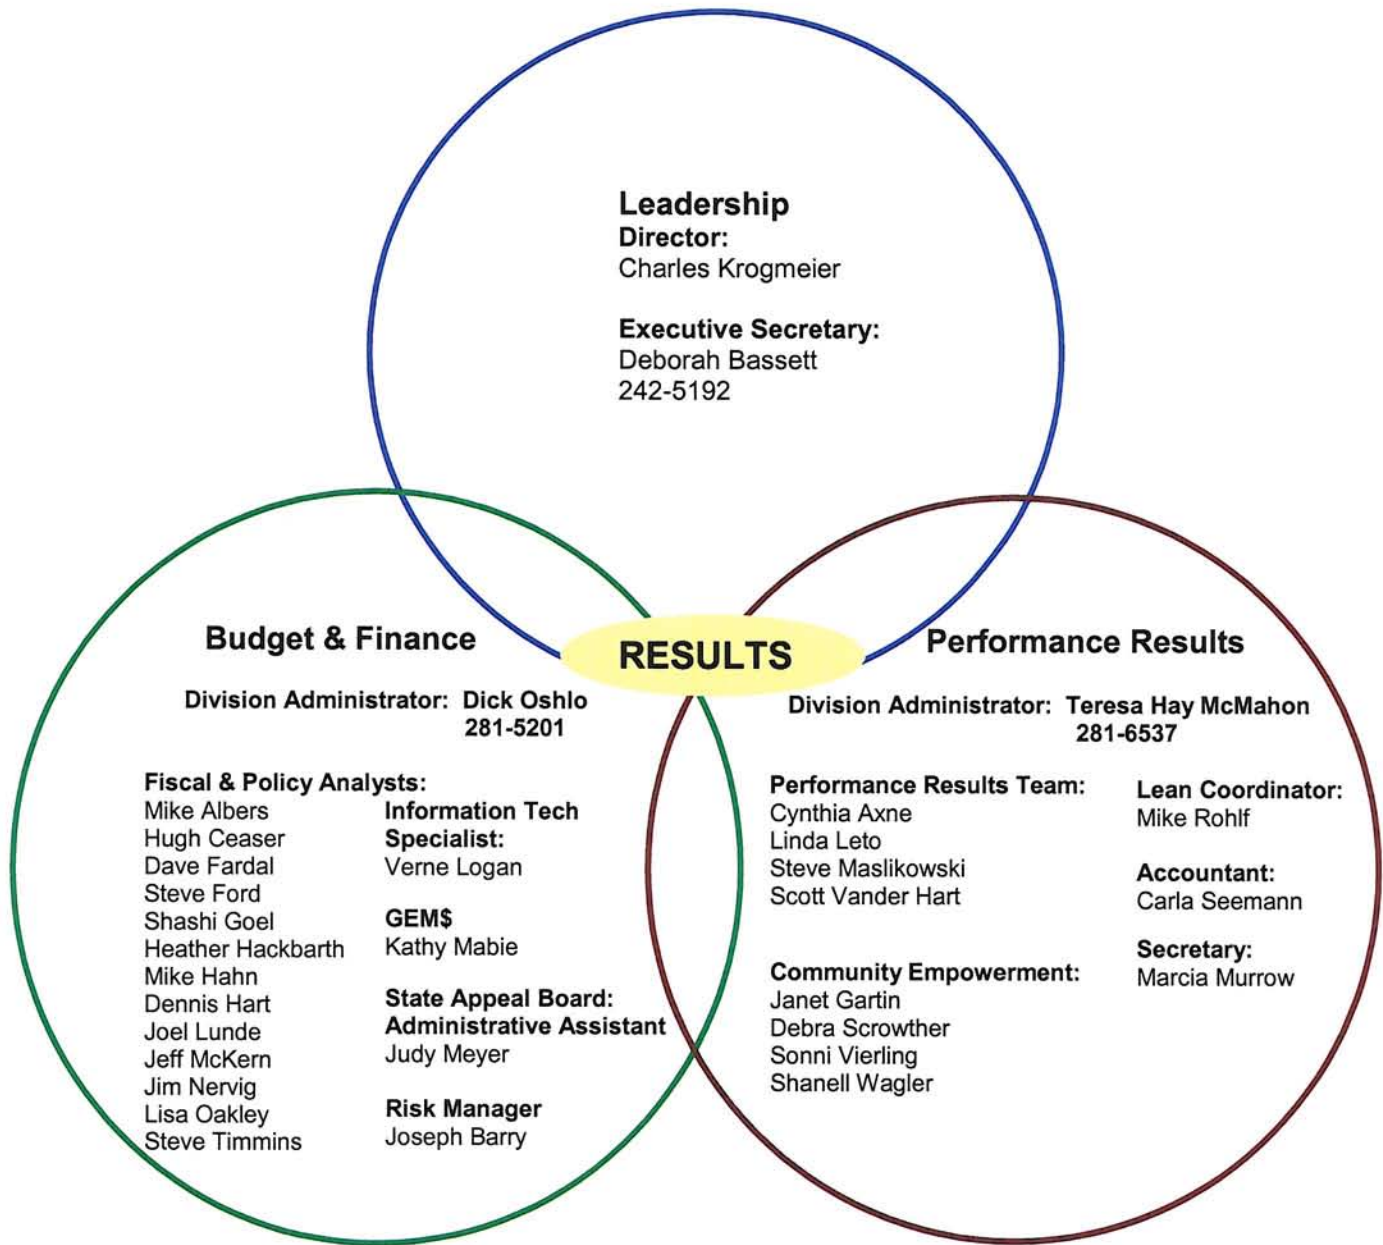 Leadership
Director:
Charles Krogmeier
Executive Secretary:
Deborah Bassett
242-5192
RESULTS
Budget & Finance
Division Administrator: Dick Oshlo
281-5201
Fiscal & Policy Analysts:
Mike Albers
Hugh Ceaser
Dave Fardal
Steve Ford
Shashi Goel
Heather Hackbarth
Mike Hahn
Dennis Hart
Joel Lunde
Jeff McKern
Jim Nervig
Lisa Oakley
Steve Timmins
Information Tech
Specialist:
Verne Logan
GEM$
Kathy Mabie
State Appeal Board:
Administrative Assistant
Judy Meyer
Risk Manager
Joseph Barry
Performance Results
Division Administrator: Teresa Hay McMahon
281-6537
Performance Results Team:
Cynthia Axne
Linda Leto
Steve Maslikowski
Scott Vander Hart
Community Empowerment:
Janet Gartin
Debra Scrowther
Sonni Vierling
Shanell Wagler
Lean Coordinator:
Mike Rohlf
Accountant:
Carla Seemann
Secretary:
Marcia Murrow